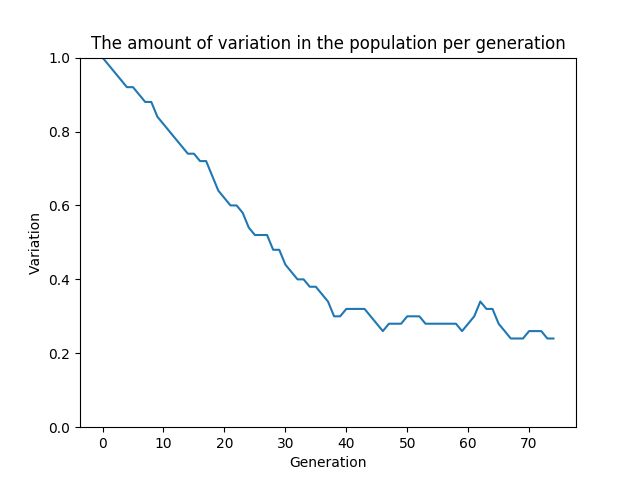 The amount of variation in the population per generation
1.0
0.8
0.6
0.4
0.2
0.0
Variation
0 10 20 30 40 50 60 70
Generation